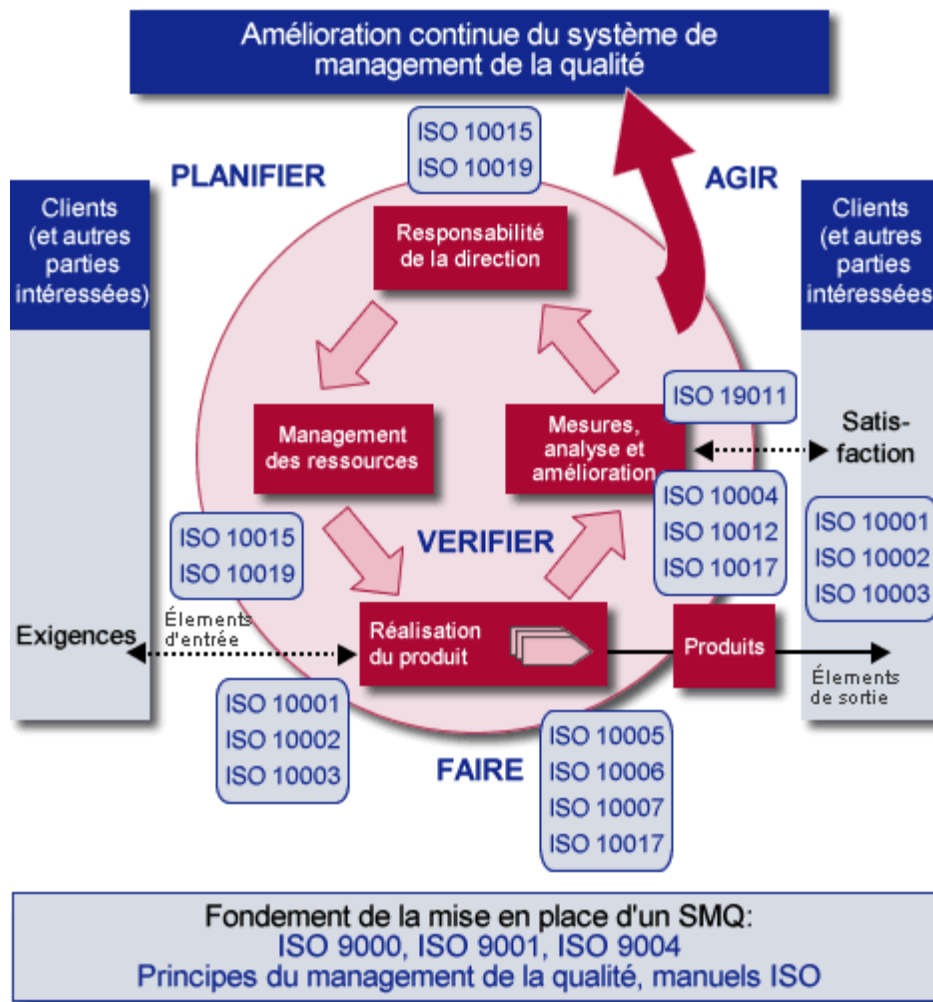 Amélioration continue du système de
management de la qualité
ISO 10015
ISO 10019
PLANIFIER
AGIR
Clients
(et autres
parties
intéressées)
Responsabilité
de la direction
Clients
(et autres
parties
intéressées
ISO 19011
Management
des ressources
Mesures,
analyse et
amélioration
Satis-
faction
ISO 10015
ISO 10019
VERIFIER
ISO 10004
ISO 10012
ISO 10017
ISO 10001
ISO 10002
ISO 10003
Exigences
Élements
d'entrée
Réalisation
du produit
Produits
Élements
de sortie
ISO 10001
ISO 10002
ISO 10003
FAIRE
ISO 10005
ISO 10006
ISO 10007
ISO 10017
Fondement de la mise en place d'un SMQ:
ISO 9000, ISO 9001, ISO 9004
Principes du management de la qualité, manuels ISO